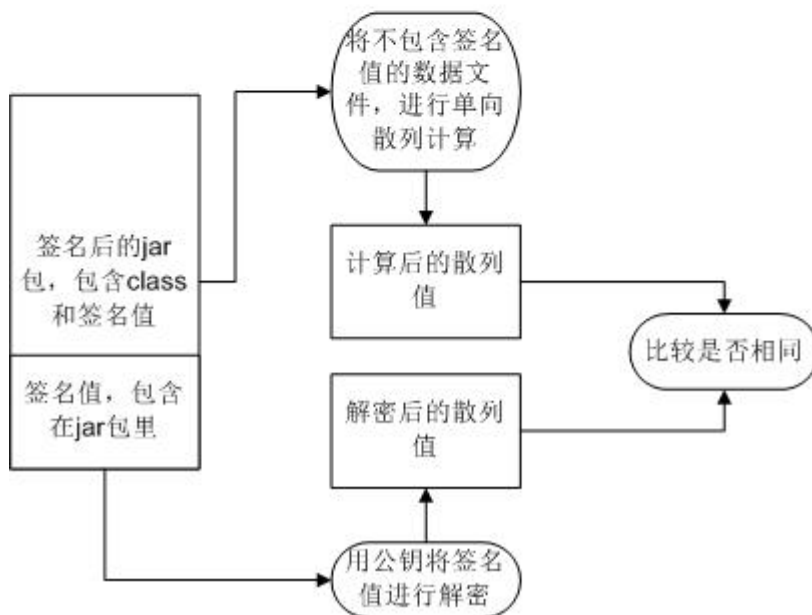 将不包含签名
值的数据文
件，进行单向
散列计算
签名后的jar
包，包含class
和签名值
计算后的散列
值
比较是否相同
签名值，包含
在jar包里
解密后的散列
值
用公钥将签名
值进行解密